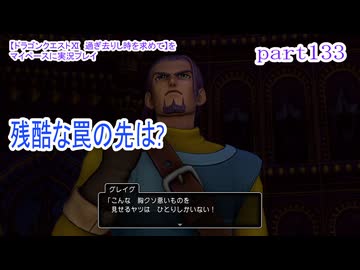 【ドラゴンクエストⅪ　過ぎ去りし時を求めて】を
マイペースに実況プレイ
part133
残酷な罠の先は?
グレイグ
「こんな　胸クソ悪いものを
見せるヤツは　ひとりしかいない！